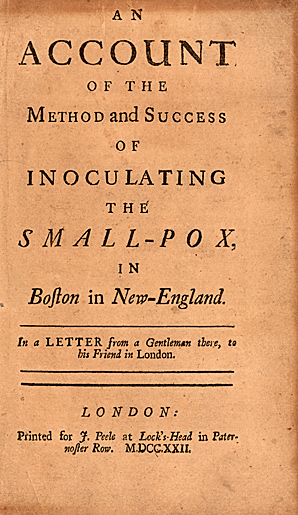 AN
ACCOUNT
OF THE
METHOD and SUCCESS
OF
INOCULATING
THE
SMALL-POX,
IN
Boſton in New-England.
In a LETTER from a Gentleman there, to
his Friend in London.
LONDON:
Printed for J. Peele at Lock's-Head in Pater-
noſter Row. M.DCC.XXII.